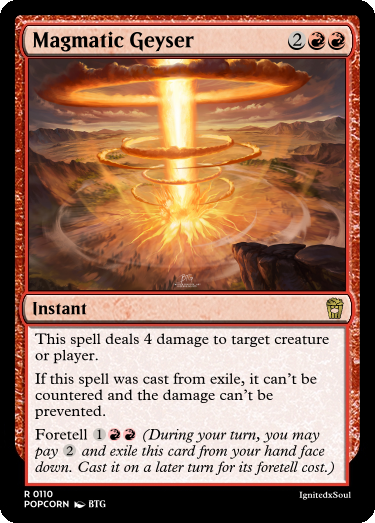 Magmatic Geyser 2
Instant
This spell deals 4 damage to target creature
or player.
If this spell was cast from exile, it can't be
countered and the damage can't be
prevented.
Foretell 1 (During your turn, you may
pay 2 and exile this card from your hand face
down. Cast it on a later turn for its foretell cost.)
R 0110
POPCORN BTG
IgnitedxSoul